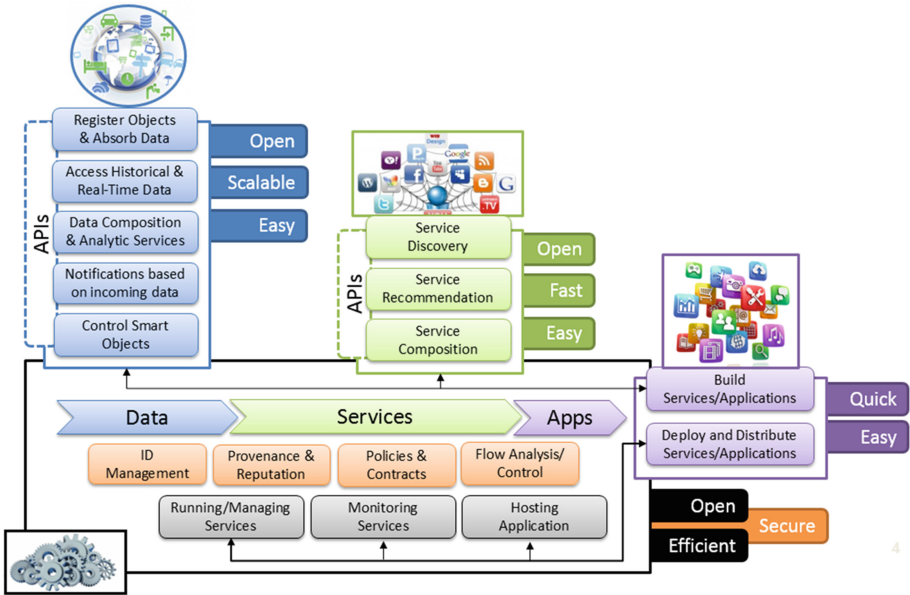 APIs
Register Objects
& Absorb Data
Access Historical &
Real-Time Data
Data Composition
& Analytic Services
Notifications based
on incoming data
Control Smart
Objects
Open
Scalable
Easy
WEB
Design
Google
G
.TV
APIs
Service
Discovery
Service
Recommendation
Service
Composition
Open
Fast
Easy
Build
Services/Applications
Deploy and Distribute
Services/Applications
Quick
Easy
Data
Services
Apps
ID
Management
Provenance &
Reputation
Policies &
Contracts
Flow Analysis/
Control
Running/Managing
Services
Monitoring
Services
Hosting
Application
Open
Efficient
Secure
4